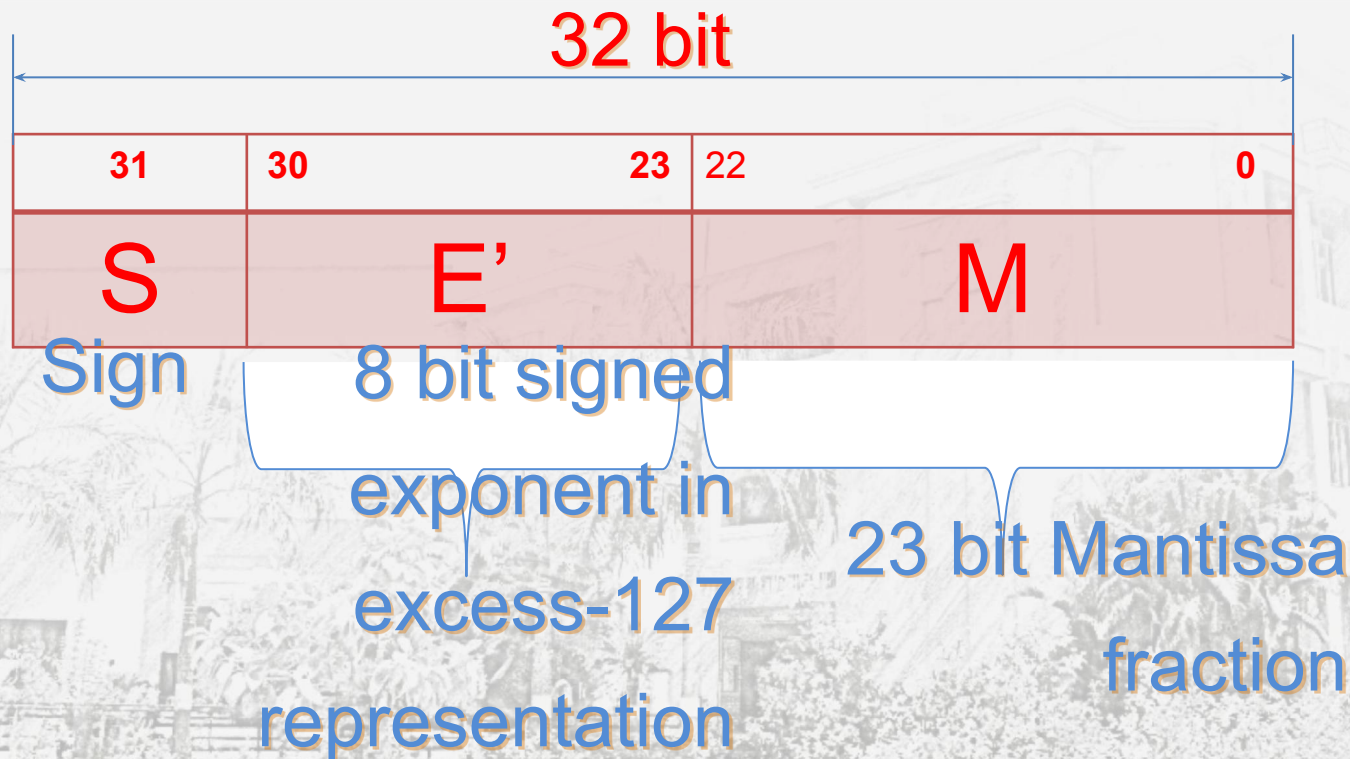 32 bit
31 30 23 22 0
S E’ M
Sign
8 bit signed
exponent in
excess-127
representation
23 bit Mantissa
fraction